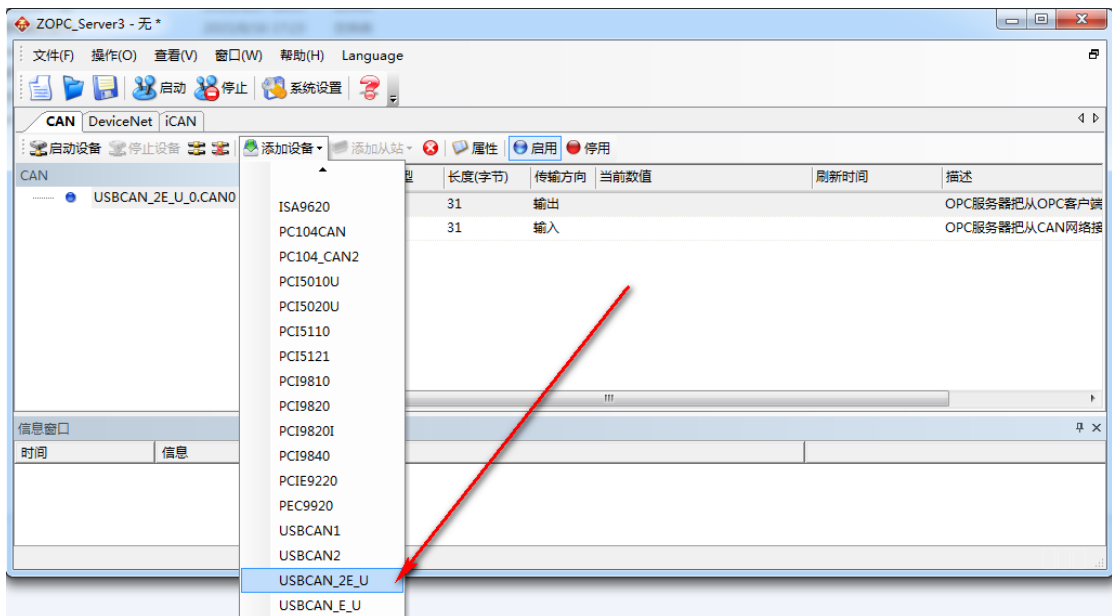 ZOPC_Server3 - 无 *
文件(F) 操作(O) 查看(V) 窗口(W) 帮助(H) Language
启动 停止 系统设置
CAN DeviceNet iCAN
启动设备 停止设备 添加设备 添加从站 属性 启用 停用
CAN 型 长度(字节) 传输方向 当前数值 刷新时间 描述
USBCAN_2E_U_0.CAN0 31 输出 OPC服务器把从OPC客户端
31 输入 OPC服务器把从CAN网络接
ISA9620
PC104CAN
PC104_CAN2
PCI5010U
PCI5020U
PCI5110
PCI5121
PCI9810
PCI9820
PCI9820I
PCI9840
PCIE9220
PEC9920
USBCAN1
USBCAN2
USBCAN_2E_U
USBCAN_E_U
信息窗口
时间 信息